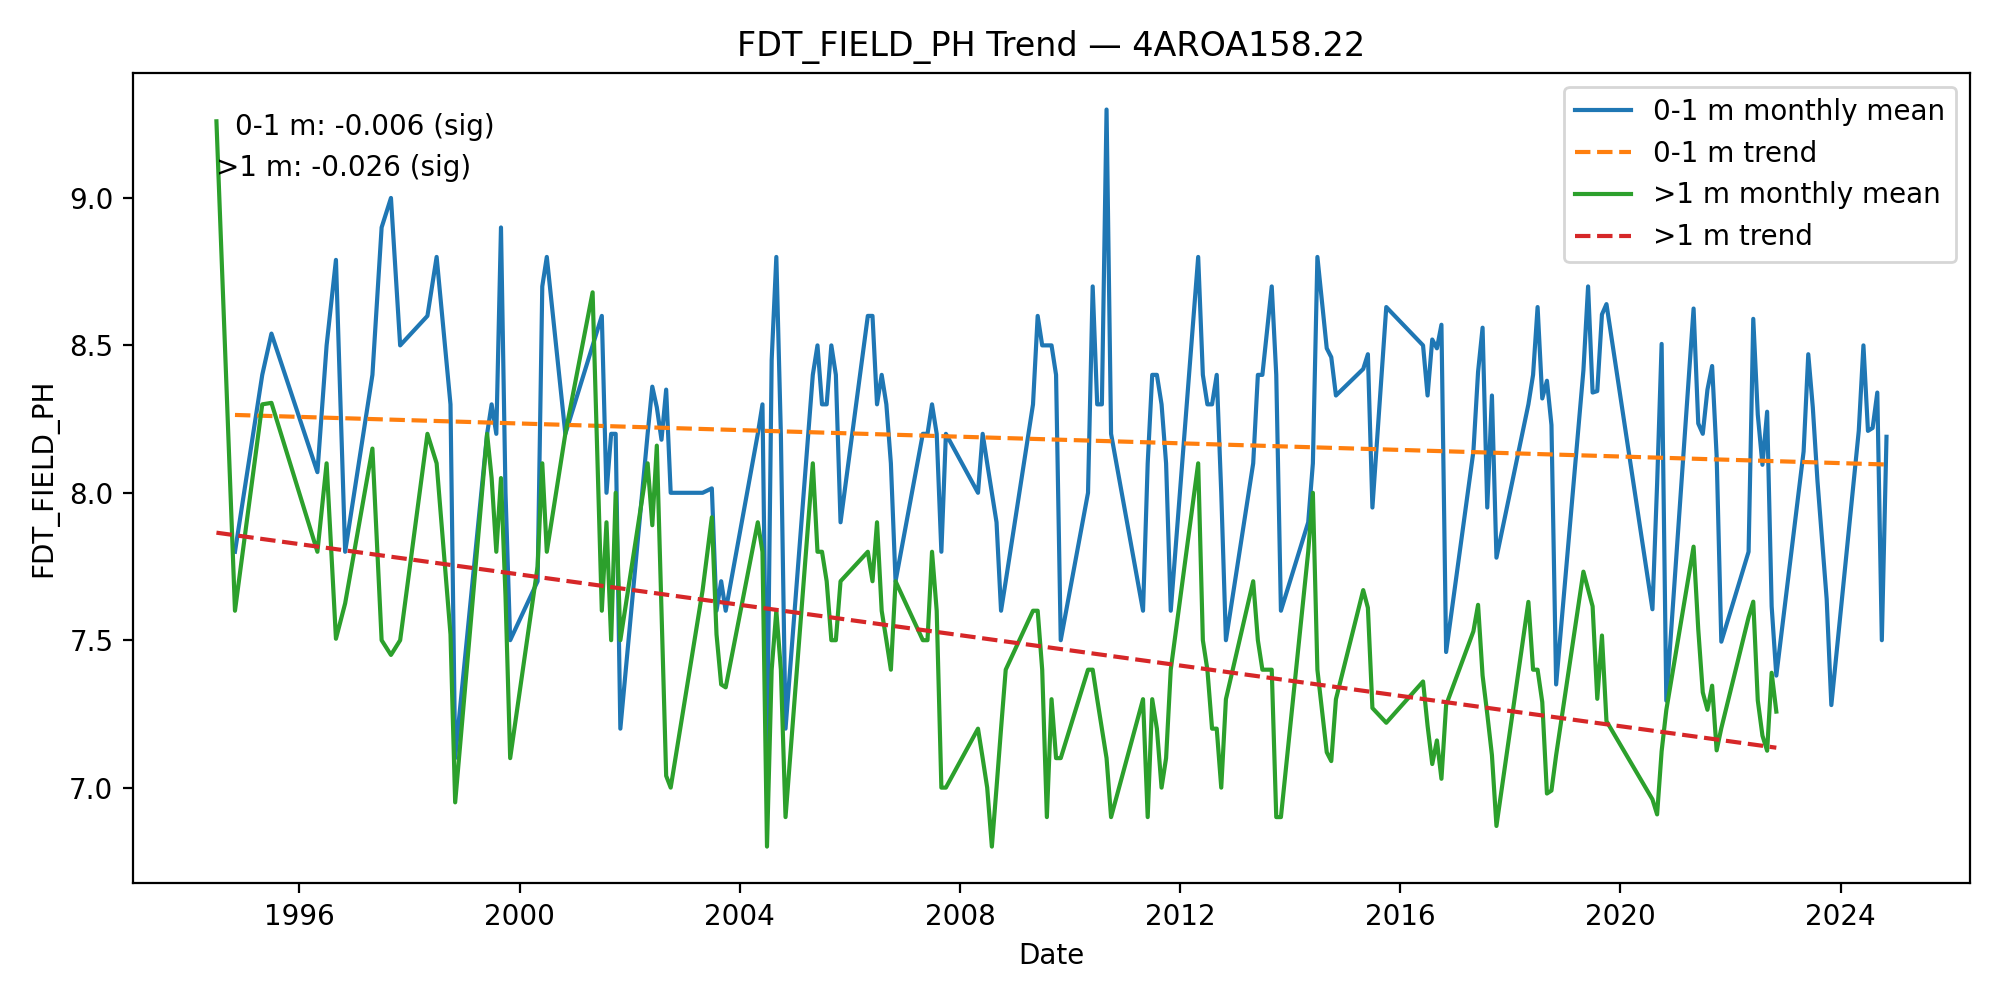 FDT_FIELD_PH Trend — 4AROA158.22
0-1 m: -0.006 (sig)
>1 m: -0.026 (sig)
0-1 m monthly mean
0-1 m trend
>1 m monthly mean
>1 m trend
FDT_FIELD_PH
9.0
8.5
8.0
7.5
7.0
1996
2000
2004
2008
2012
2016
2020
2024
Date